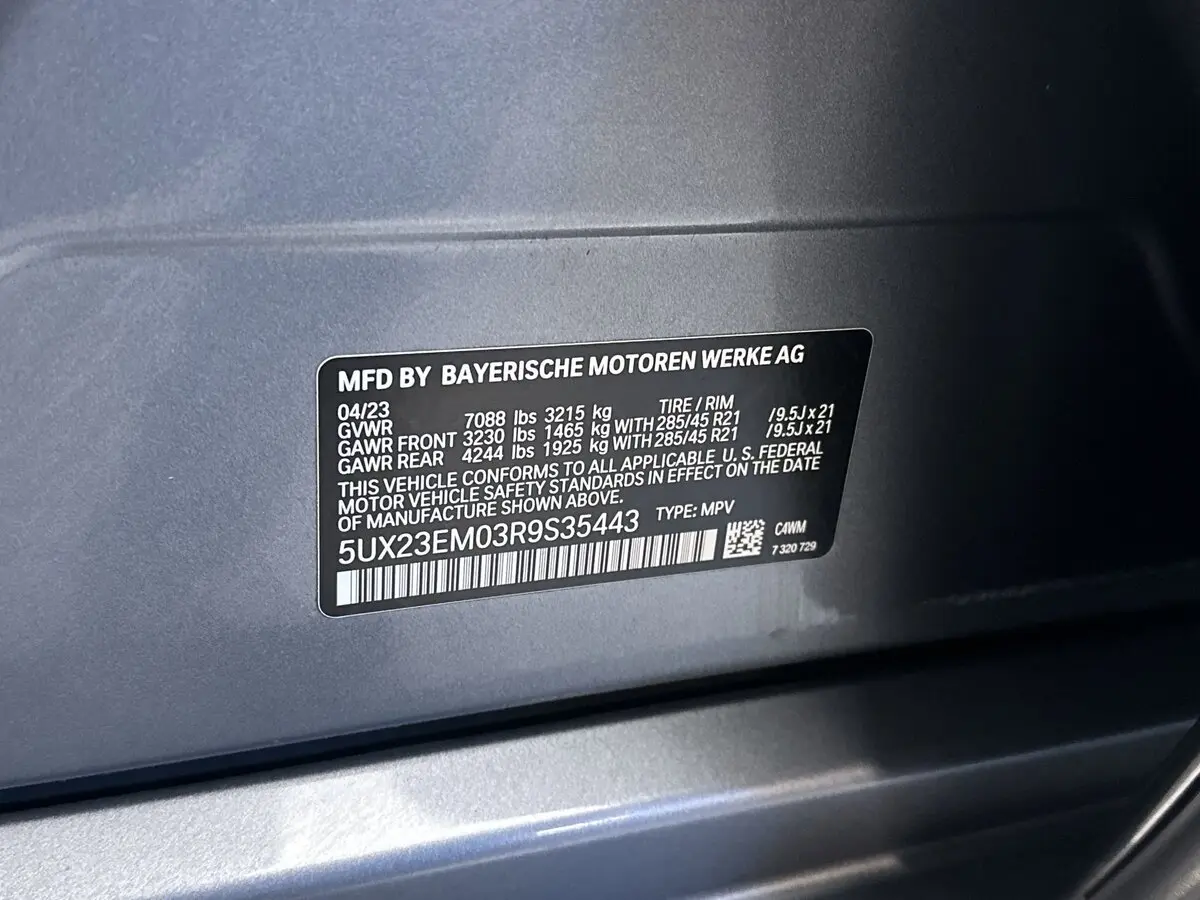 MFD BY BAYERISCHE MOTOREN WERKE AG
04/23 TIRE / RIM
GVWR 7088 lbs 3215 kg
GAWR FRONT 3230 lbs 1465 kg WITH 285/45 R21 /9.5J x 21
GAWR REAR 4244 lbs 1925 kg WITH 285/45 R21 /9.5J x 21
THIS VEHICLE CONFORMS TO ALL APPLICABLE U. S. FEDERAL
MOTOR VEHICLE SAFETY STANDARDS IN EFFECT ON THE DATE
OF MANUFACTURE SHOWN ABOVE.
5UX23EM03R9S35443 TYPE: MPV
C4WM
7 320 729